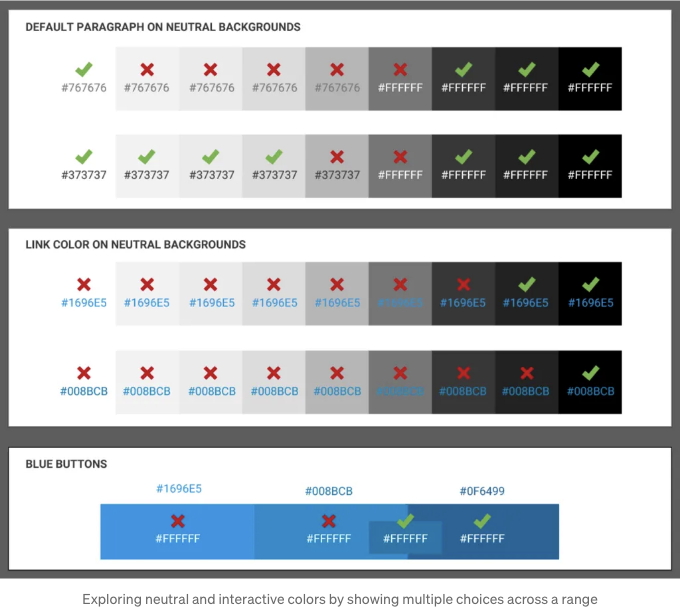 DEFAULT PARAGRAPH ON NEUTRAL BACKGROUNDS
#767676 #767676 #767676 #767676 #767676 #FFFFFF #FFFFFF #FFFFFF #FFFFFF
#373737 #373737 #373737 #373737 #373737 #FFFFFF #FFFFFF #FFFFFF #FFFFFF
LINK COLOR ON NEUTRAL BACKGROUNDS
#1696E5 #1696E5 #1696E5 #1696E5 #1696E5 #1696E5 #1696E5 #1696E5 #1696E5
#008BCB #008BCB #008BCB #008BCB #008BCB #008BCB #008BCB #008BCB #008BCB
BLUE BUTTONS
#1696E5 #008BCB #0F6499
#FFFFFF #FFFFFF #FFFFFF #FFFFFF
Exploring neutral and interactive colors by showing multiple choices across a range